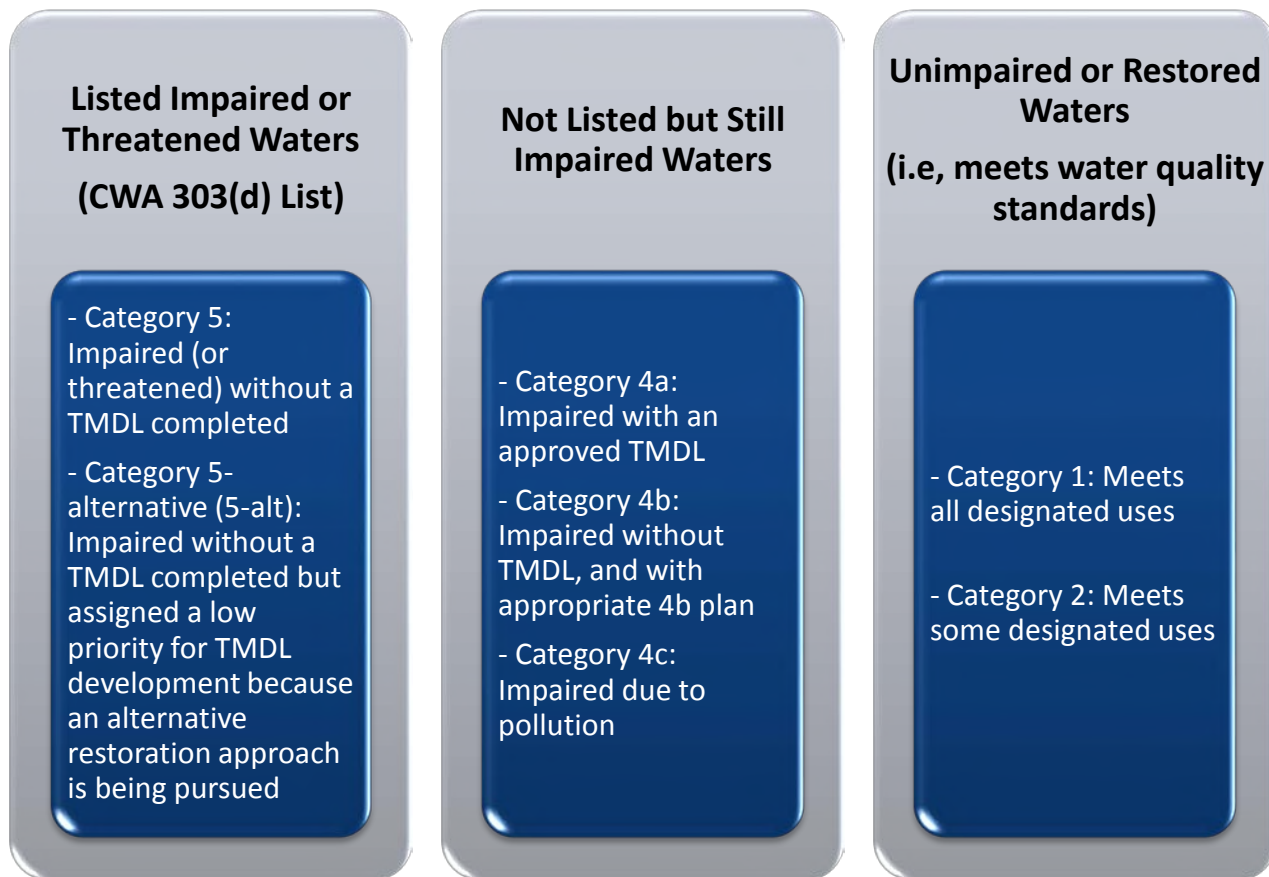 Listed Impaired or
Threatened Waters
(CWA 303(d) List)
- Category 5:
Impaired (or
threatened) without a
TMDL completed
- Category 5-
alternative (5-alt):
Impaired without a
TMDL completed but
assigned a low
priority for TMDL
development because
an alternative
restoration approach
is being pursued
Not Listed but Still
Impaired Waters
- Category 4a:
Impaired with an
approved TMDL
- Category 4b:
Impaired without
TMDL, and with
appropriate 4b plan
- Category 4c:
Impaired due to
pollution
Unimpaired or Restored
Waters
(i.e, meets water quality
standards)
- Category 1: Meets
all designated uses
- Category 2: Meets
some designated uses